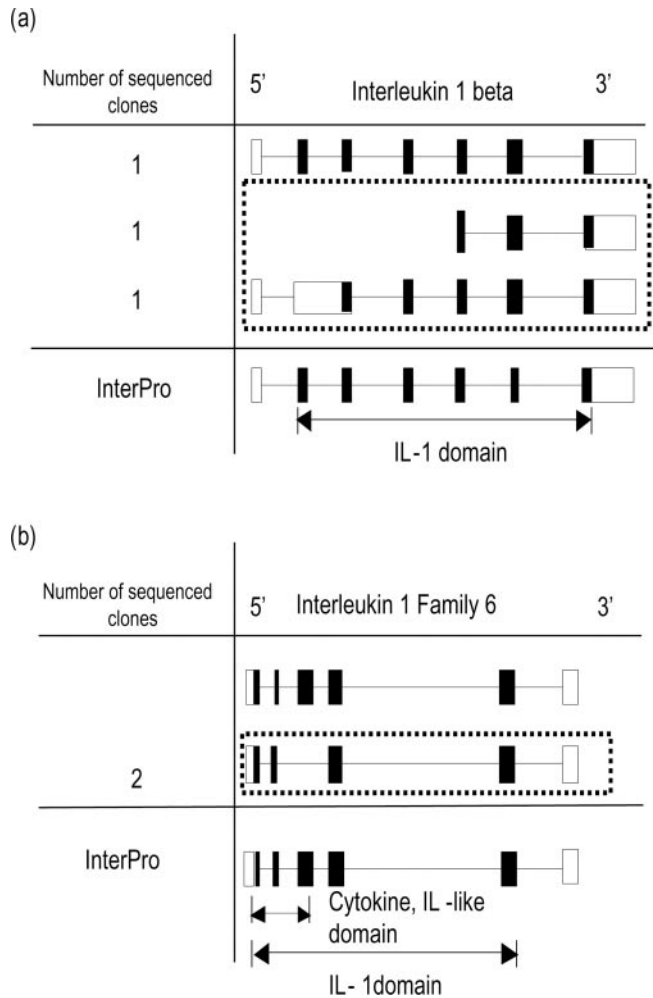 (a)
Number of sequenced
clones
5’ Interleukin 1 beta 3’
1
1
1
InterPro
IL-1 domain
(b)
Number of sequenced
clones
5’ Interleukin 1 Family 6 3’
2
InterPro
Cytokine, IL -like
domain
IL- 1domain